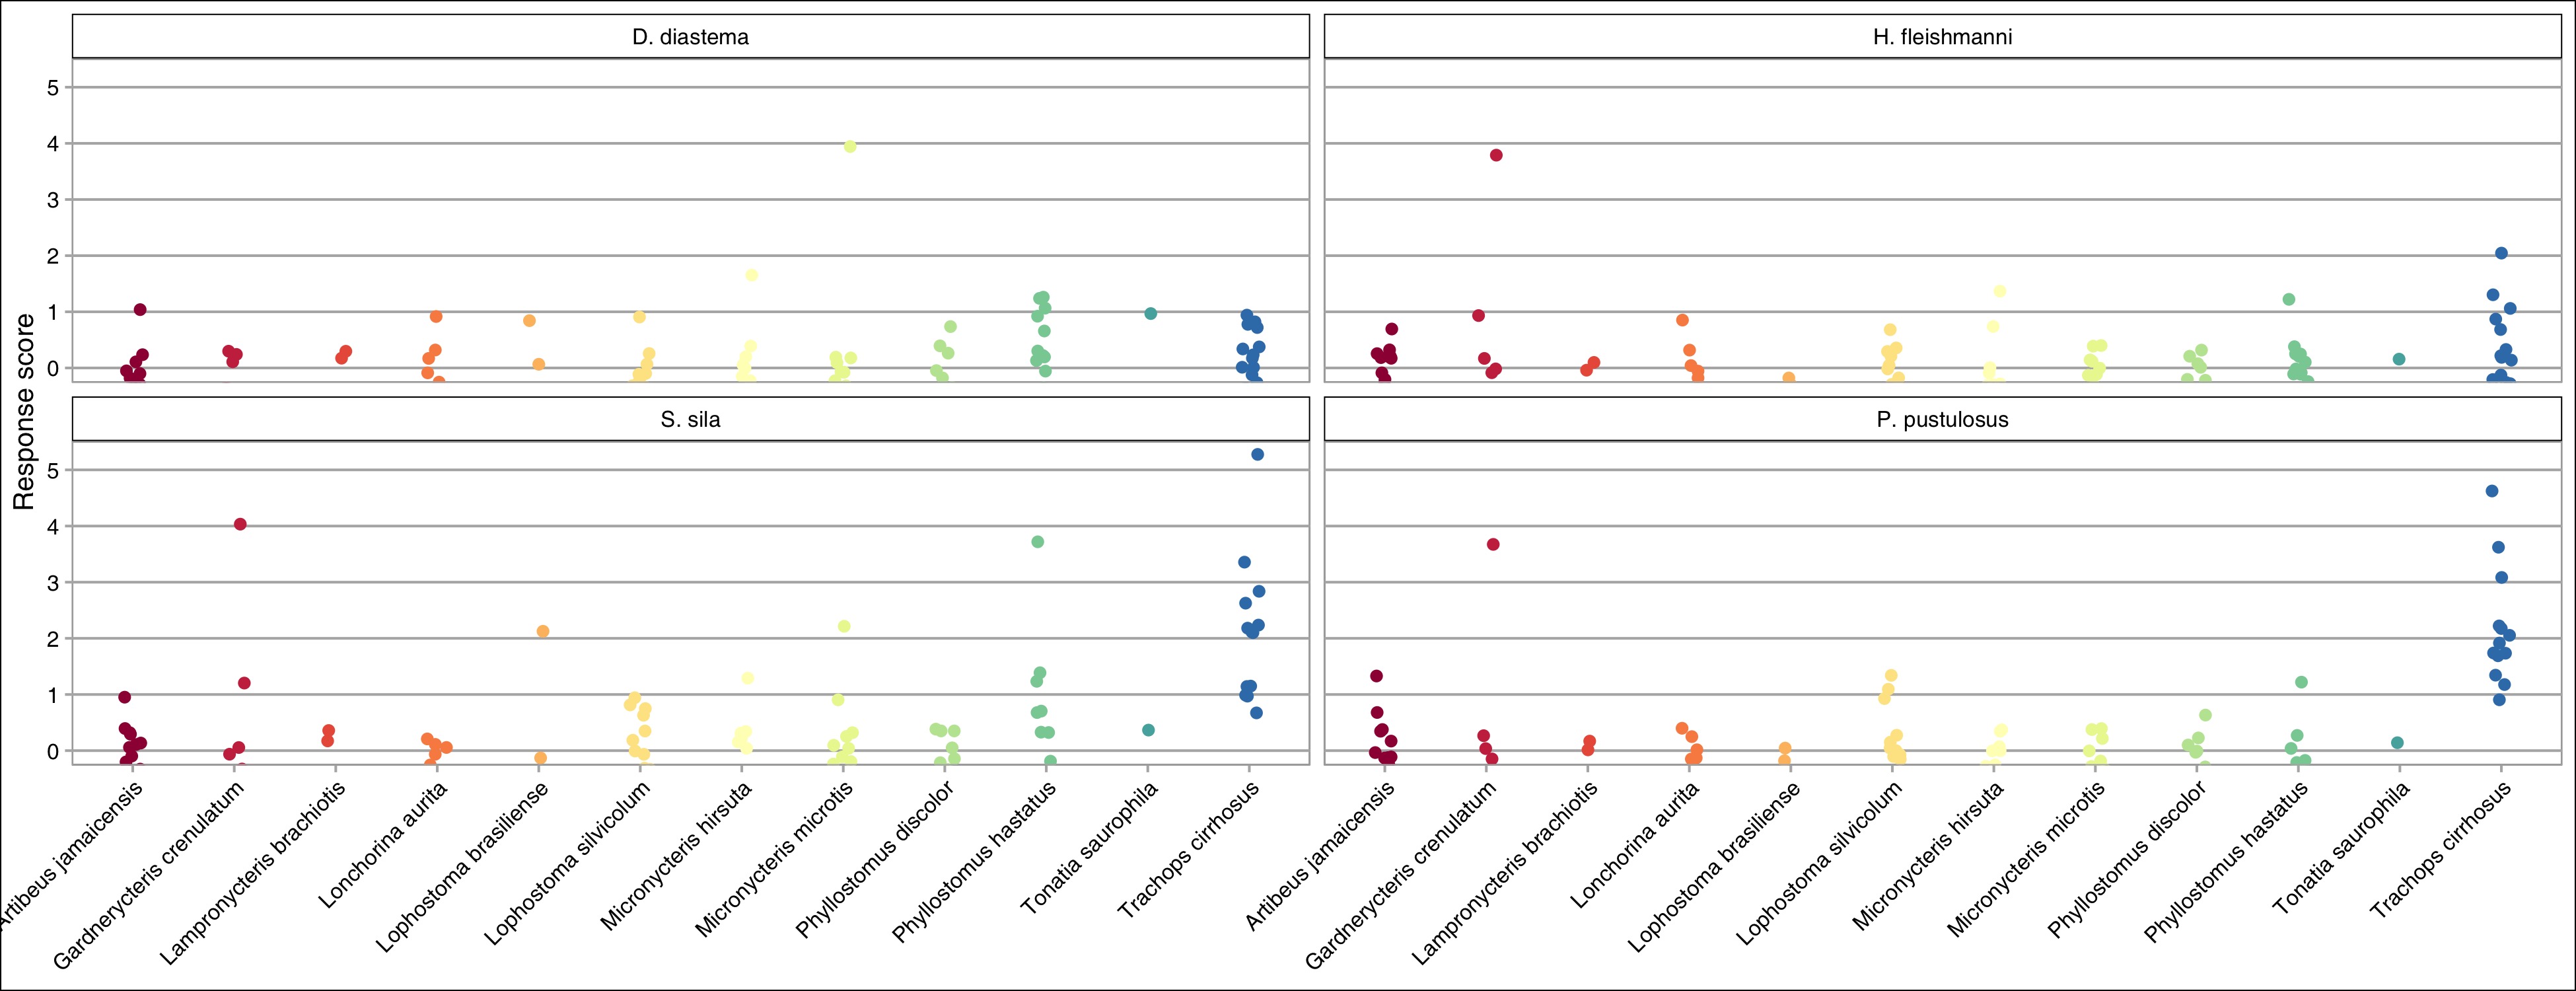 D. diastema
H. fleishmanni
5
4
3
2
1
0
S. sila
P. pustulosus
5
4
3
2
1
0
Response score
Artibeus jamaicensis
Gardnerycteris crenulatum
Lampronycteris brachiotis
Lonchorina aurita
Lophostoma brasiliense
Lophostoma silvicolum
Micronycteris hirsuta
Micronycteris microtis
Phyllostomus discolor
Phyllostomus hastatus
Tonatia saurophila
Trachops cirrhosus
Artibeus jamaicensis
Gardnerycteris crenulatum
Lampronycteris brachiotis
Lonchorina aurita
Lophostoma brasiliense
Lophostoma silvicolum
Micronycteris hirsuta
Micronycteris microtis
Phyllostomus discolor
Phyllostomus hastatus
Tonatia saurophila
Trachops cirrhosus